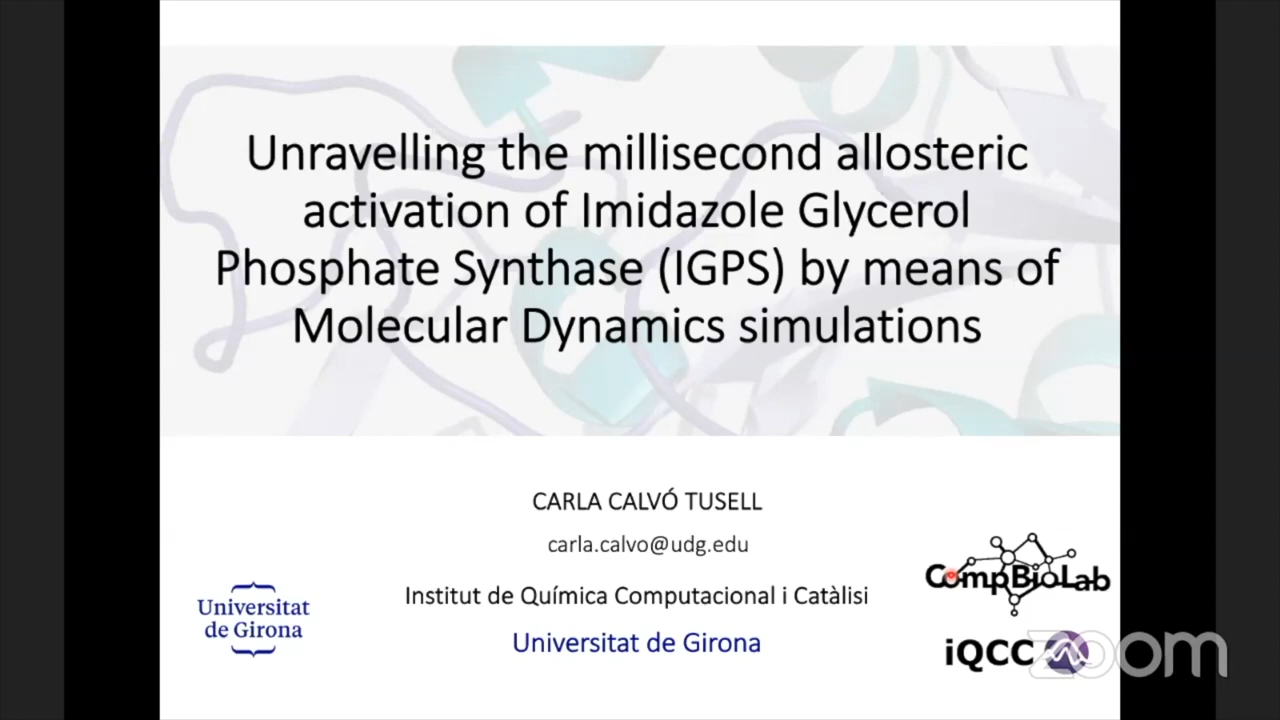 Unravelling the millisecond allosteric
activation of Imidazole Glycerol
Phosphate Synthase (IGPS) by means of
Molecular Dynamics simulations
CARLA CALVÓ TUSELL
carla.calvo@udg.edu
Institut de Química Computacional i Catàlisi
Universitat de Girona
Universitat
de Girona
CompBioLab
iQCC
zoom